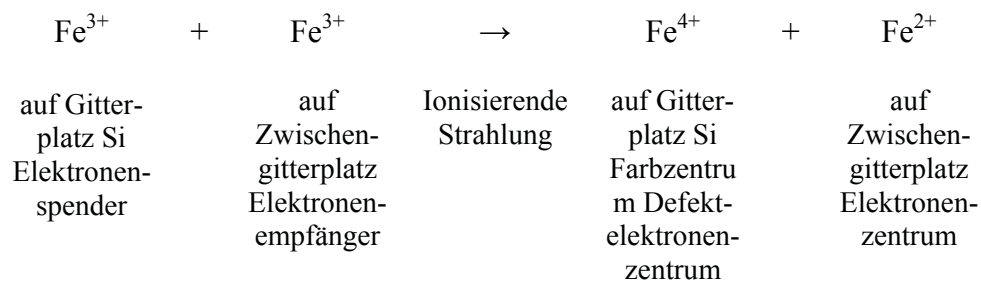 Fe³⁺ + Fe³⁺ → Fe⁴⁺ + Fe²⁺
auf Gitter-
platz Si
Elektronen-
spender
auf
Zwischen-
gitterplatz
Elektronen-
empfänger
Ionisierende
Strahlung
auf Gitter-
platz Si
Farbzentru
m Defekt-
elektronen-
zentrum
auf
Zwischen-
gitterplatz
Elektronen-
zentrum